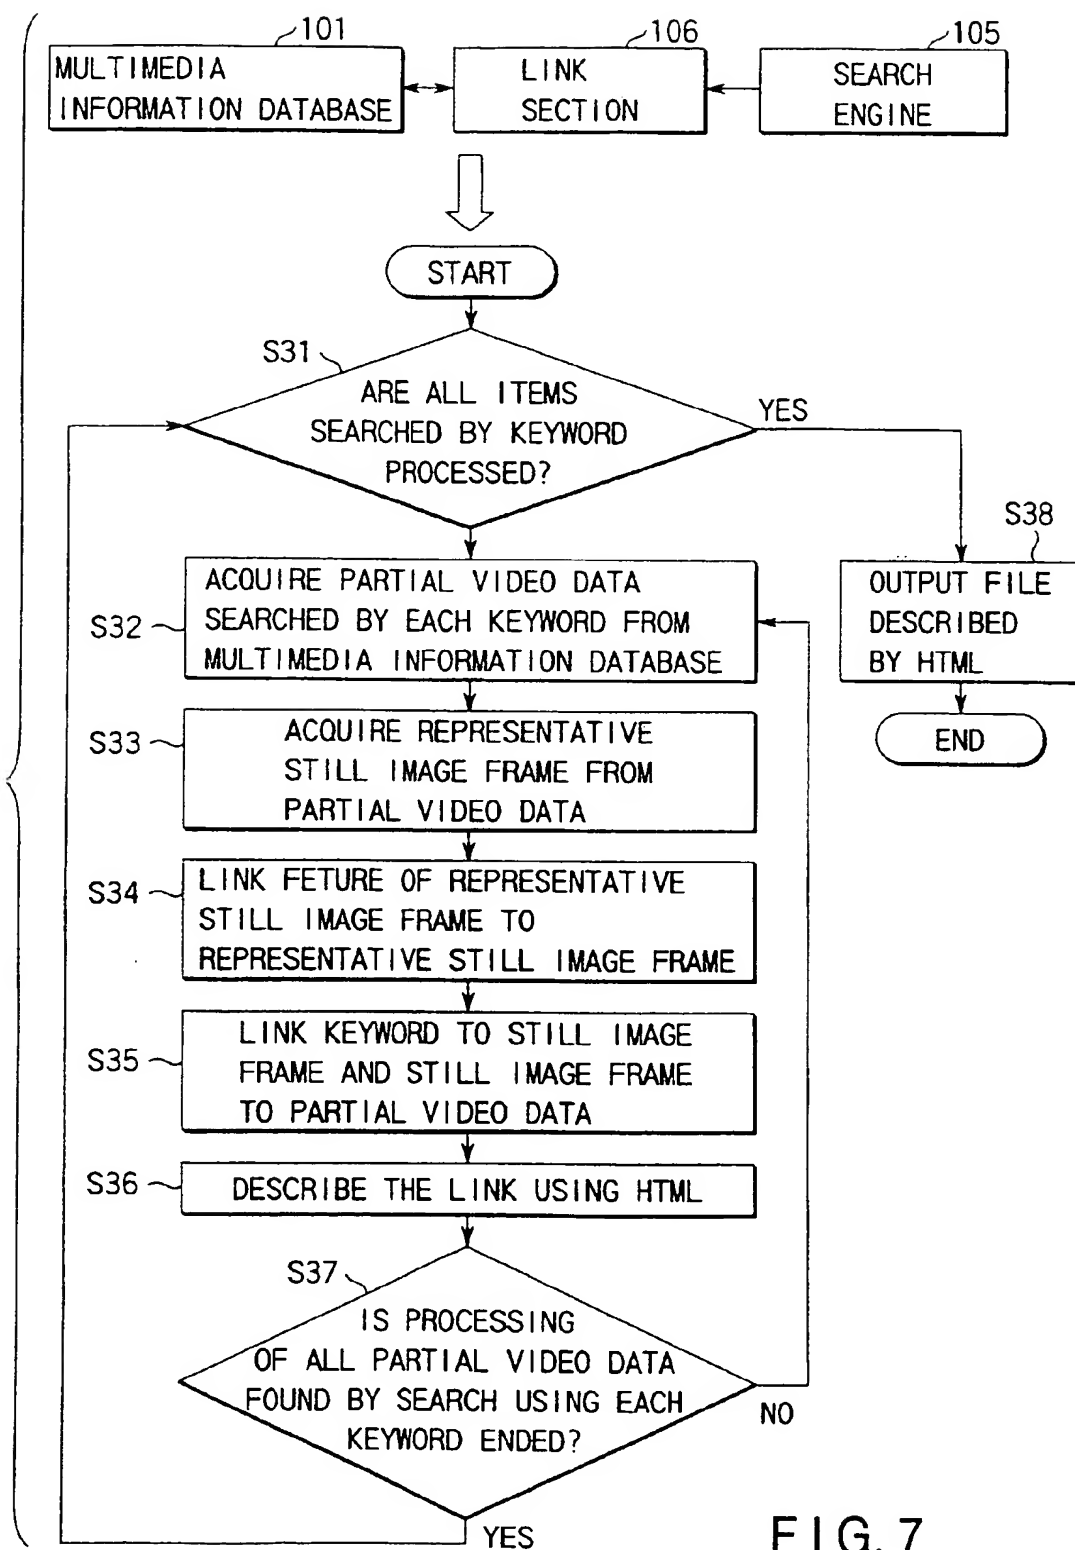 101
106
105
MULTIMEDIA
INFORMATION DATABASE
LINK
SECTION
SEARCH
ENGINE
START
S31
ARE ALL ITEMS
SEARCHED BY KEYWORD
PROCESSED?
YES
S38
OUTPUT FILE
DESCRIBED
BY HTML
END
S32
ACQUIRE PARTIAL VIDEO DATA
SEARCHED BY EACH KEYWORD FROM
MULTIMEDIA INFORMATION DATABASE
S33
ACQUIRE REPRESENTATIVE
STILL IMAGE FRAME FROM
PARTIAL VIDEO DATA
S34
LINK FETURE OF REPRESENTATIVE
STILL IMAGE FRAME TO
REPRESENTATIVE STILL IMAGE FRAME
S35
LINK KEYWORD TO STILL IMAGE
FRAME AND STILL IMAGE FRAME
TO PARTIAL VIDEO DATA
S36
DESCRIBE THE LINK USING HTML
S37
IS PROCESSING
OF ALL PARTIAL VIDEO DATA
FOUND BY SEARCH USING EACH
KEYWORD ENDED?
NO
YES
FIG. 7